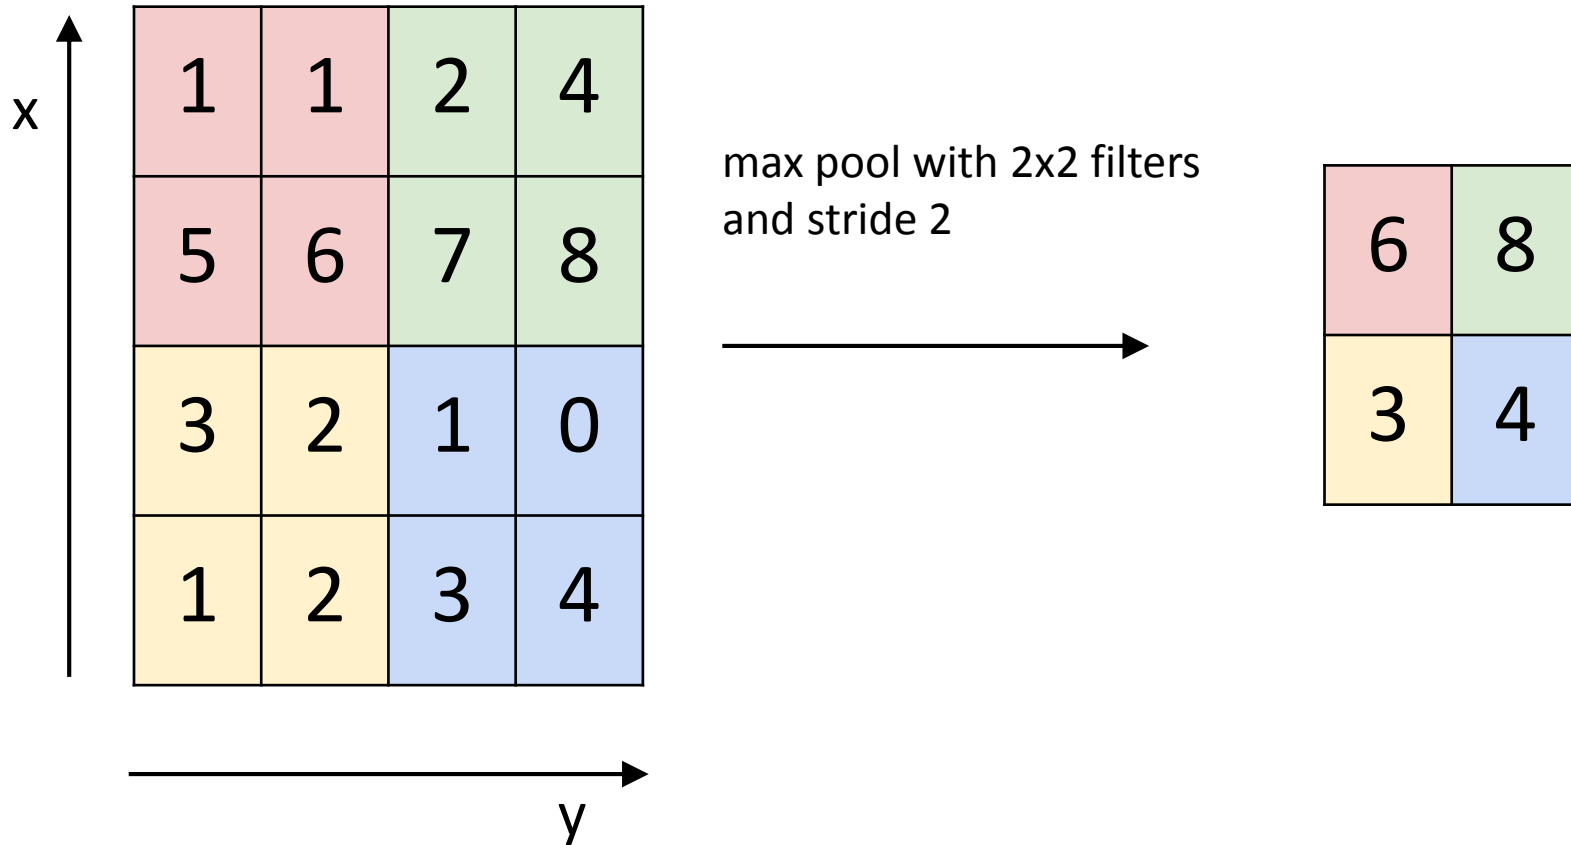 x
1 1 2 4
5 6 7 8
3 2 1 0
1 2 3 4
y
max pool with 2x2 filters
and stride 2
6 8
3 4